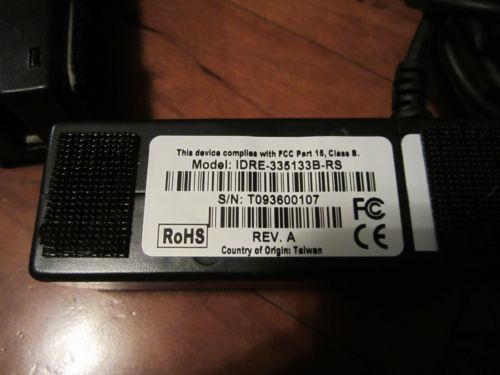 This device complies with FCC Part 15, Class B.
Model: IDRE-335133B-RS
S/N: T093600107
FC
CE
RoHS
REV. A
Country of Origin: Taiwan